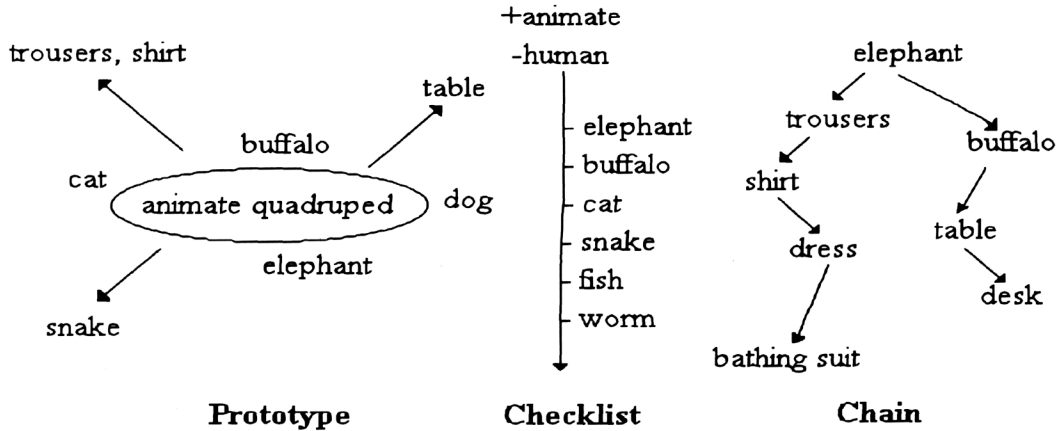 trousers, shirt
table
buffalo
cat
animate quadruped
dog
elephant
snake
Prototype
+animate
-human
elephant
buffalo
cat
snake
fish
worm
Checklist
elephant
trousers
buffalo
shirt
table
dress
desk
bathing suit
Chain